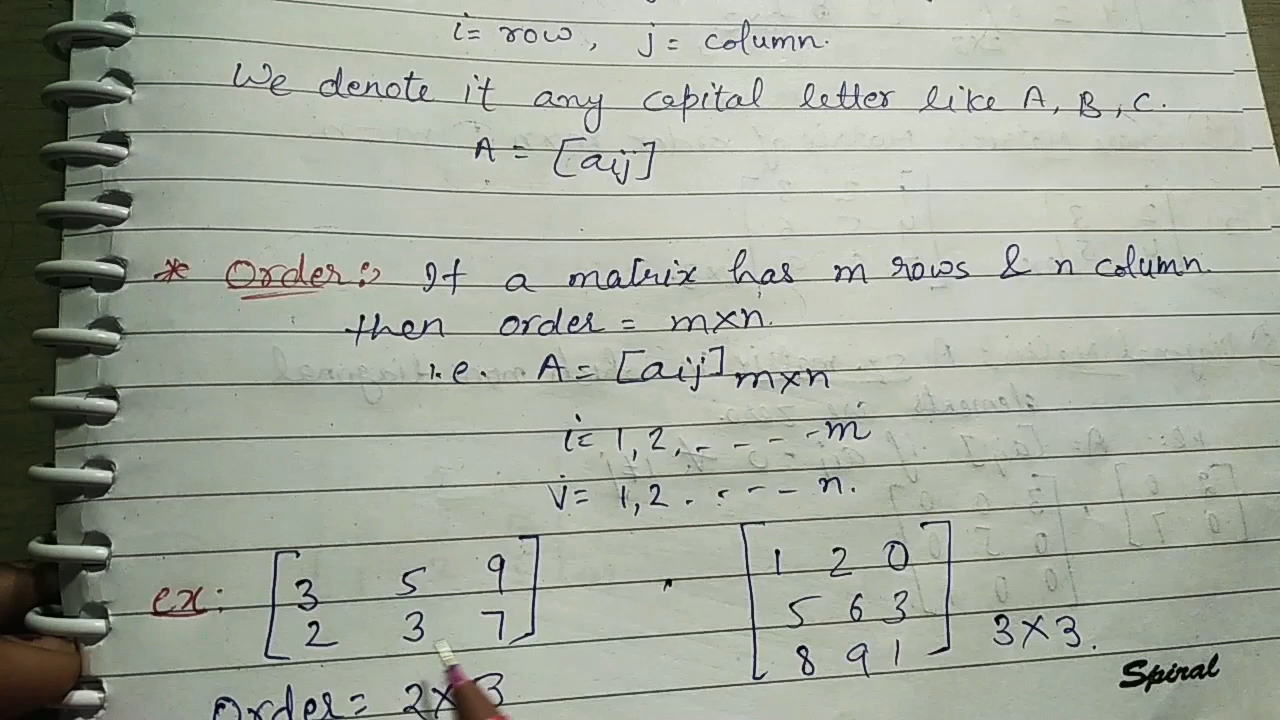 i= row, j= column.
We denote it any capital letter like A, B, C.
A = [aij]
* Order:> If a matrix has m rows & n column.
then order = m×n.
i.e. A = [aij]m×n
i= 1,2,- - - - -m
j= 1,2 - - - - n.
ex: [3 5 9
2 3 7] , [1 2 0
5 6 3
8 9 1] 3×3.
Order= 2×3
Spiral